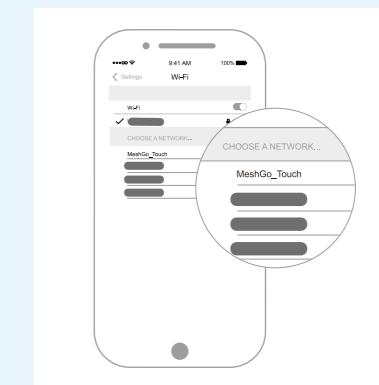 9:41 AM 100%
Settings Wi-Fi
Wi-Fi
CHOOSE A NETWORK...
MeshGo_Touch
CHOOSE A NETWORK...
MeshGo_Touch